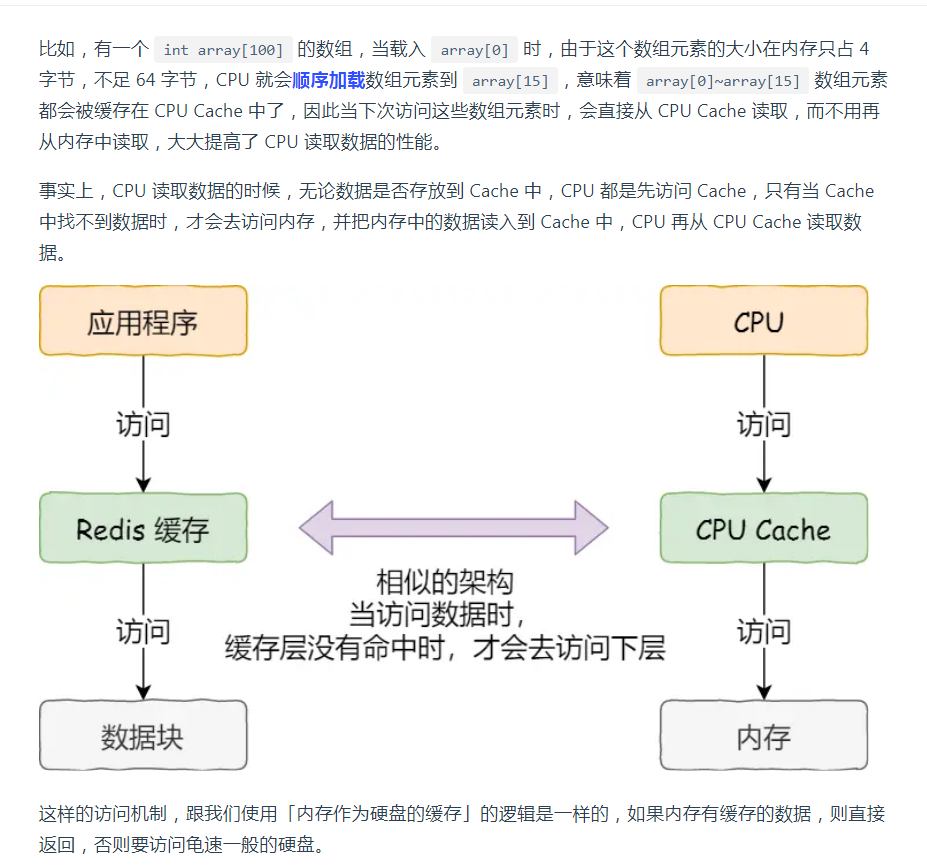 比如，有一个 int array[100] 的数组，当载入 array[0] 时，由于这个数组元素的大小在内存只占 4
字节，不足 64 字节，CPU 就会顺序加载数组元素到 array[15] ，意味着 array[0]~array[15] 数组元素
都会被缓存在 CPU Cache 中了，因此当下次访问这些数组元素时，会直接从 CPU Cache 读取，而不用再
从内存中读取，大大提高了 CPU 读取数据的性能。
事实上，CPU 读取数据的时候，无论数据是否存放到 Cache 中，CPU 都是先访问 Cache，只有当 Cache
中找不到数据时，才会去访问内存，并把内存中的数据读入到 Cache 中，CPU 再从 CPU Cache 读取数
据。
应用程序
CPU
访问
访问
Redis 缓存
CPU Cache
相似的架构
当访问数据时，
缓存层没有命中时，才会去访问下层
访问
访问
数据块
内存
这样的访问机制，跟我们使用「内存作为硬盘的缓存」的逻辑是一样的，如果内存有缓存的数据，则直接
返回，否则要访问龟速一般的硬盘。